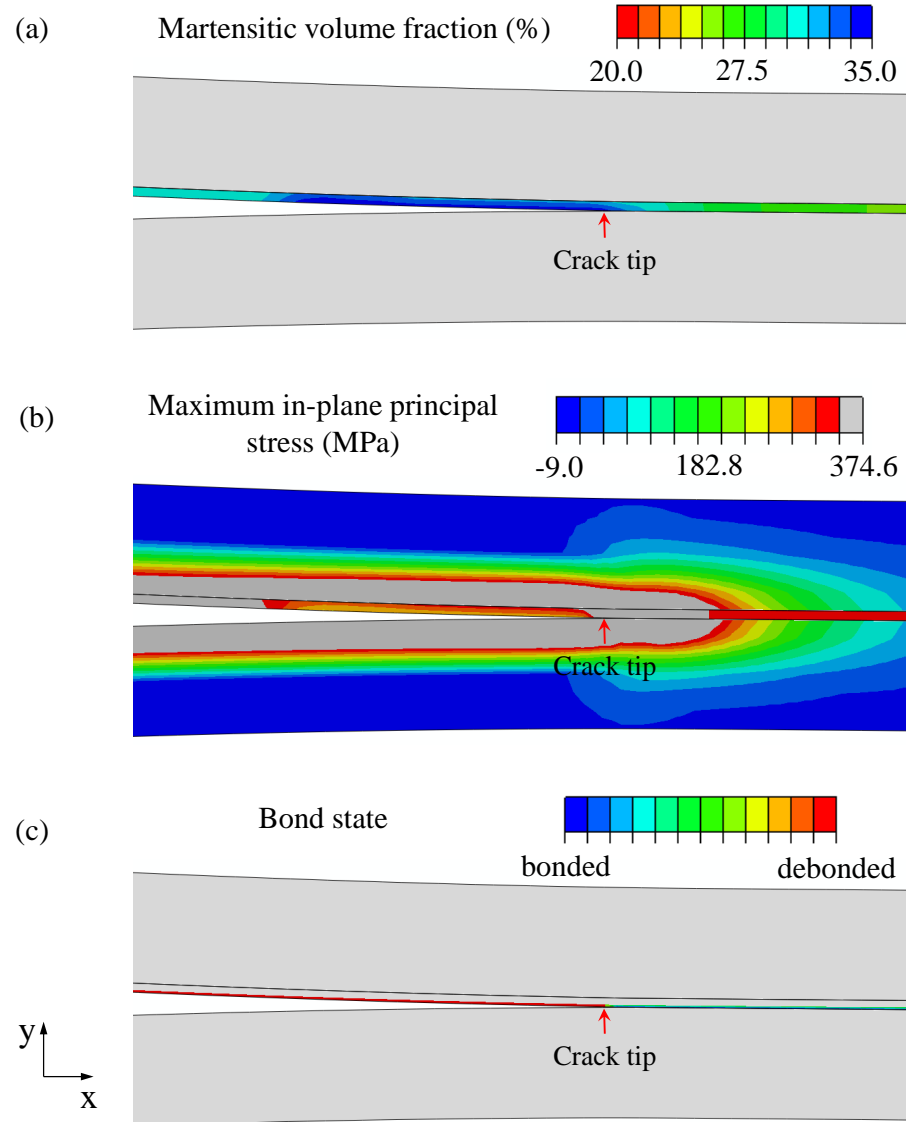 (a) Martensitic volume fraction (%)
20.0 27.5 35.0
Crack tip
(b) Maximum in-plane principal
stress (MPa)
-9.0 182.8 374.6
Crack tip
(c) Bond state
bonded debonded
Crack tip
y
x